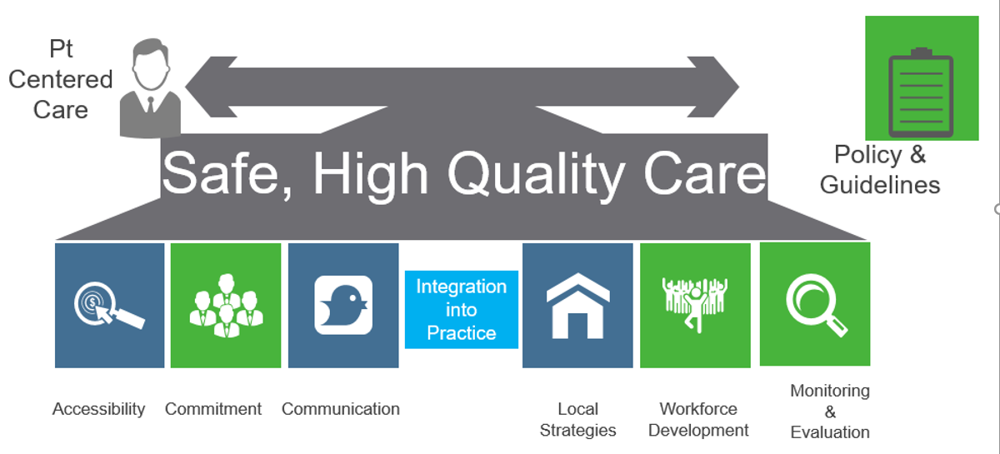 Pt
Centered
Care
Policy &
Guidelines
Safe, High Quality Care
$
Integration
into
Practice
Accessibility
Commitment
Communication
Local
Strategies
Workforce
Development
Monitoring
&
Evaluation